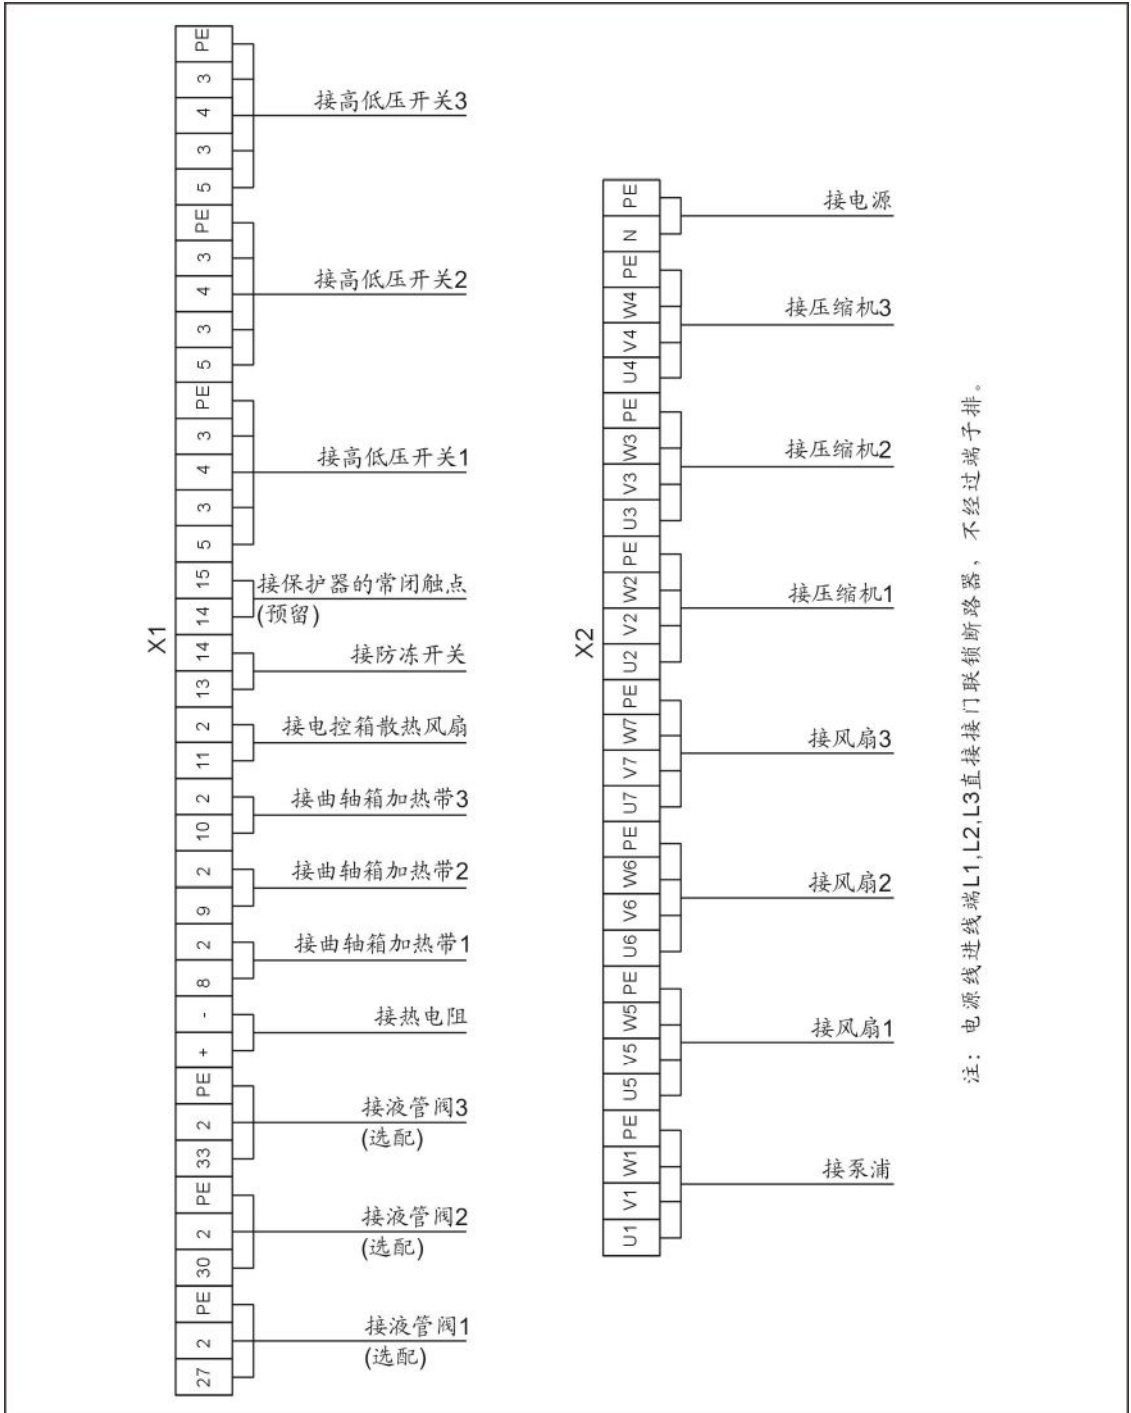 X1
PE
3
4
3
5
接高低压开关3
PE
3
4
3
5
接高低压开关2
PE
3
4
3
5
接高低压开关1
15
14
接保护器的常闭触点
(预留)
14
13
接防冻开关
2
11
接电控箱散热风扇
2
10
接曲轴箱加热带3
2
9
接曲轴箱加热带2
2
8
接曲轴箱加热带1
-
+
接热电阻
PE
2
33
接液管阀3
(选配)
PE
2
30
接液管阀2
(选配)
PE
2
27
接液管阀1
(选配)
X2
PE
N
接电源
PE
W4
V4
U4
接压缩机3
PE
W3
V3
U3
接压缩机2
PE
W2
V2
U2
接压缩机1
PE
W7
V7
U7
接风扇3
PE
W6
V6
U6
接风扇2
PE
W5
V5
U5
接风扇1
PE
W1
V1
U1
接泵浦
注：电源线进线端L1,L2,L3直接接门联锁断路器，不经过端子排。